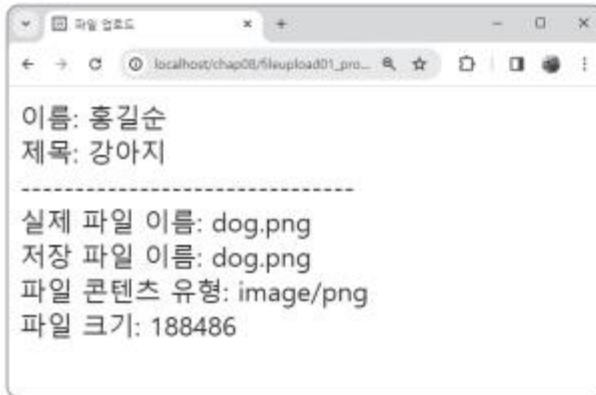 파일 업로드
localhost/chap08/fileupload01_pro...
이름: 홍길순
제목: 강아지
-------------------------------
실제 파일 이름: dog.png
저장 파일 이름: dog.png
파일 콘텐츠 유형: image/png
파일 크기: 188486